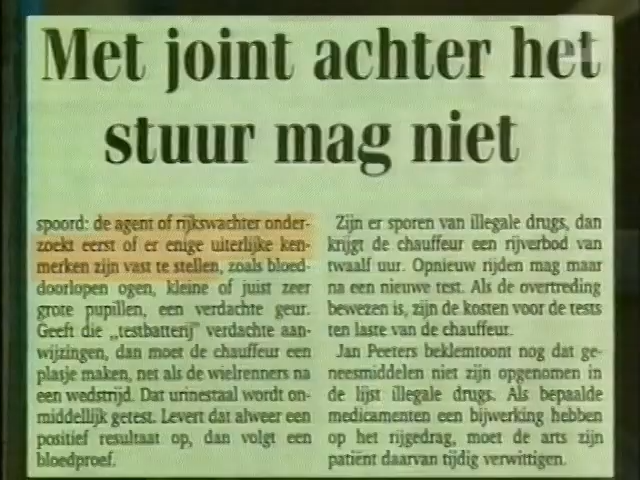 Met joint achter het
stuur mag niet
spoord: de agent of rijkswachter onder-
zoekt eerst of er enige uiterlijke ken-
merken zijn vast te stellen, zoals bloed-
doorlopen ogen, kleine of juist zeer
grote pupillen, een verdachte geur.
Geeft die „testbatterij" verdachte aan-
wijzingen, dan moet de chauffeur een
plasje maken, net als de wielrenners na
een wedstrijd. Dat urinestaal wordt on-
middellijk getest. Levert dat alweer een
positief resultaat op, dan volgt een
bloedproef.
Zijn er sporen van illegale drugs, dan
krijgt de chauffeur een rijverbod van
twaalf uur. Opnieuw rijden mag maar
na een nieuwe test. Als de overtreding
bewezen is, zijn de kosten voor de tests
ten laste van de chauffeur.
Jan Peeters beklemtoont nog dat ge-
neesmiddelen niet zijn opgenomen in
de lijst illegale drugs. Als bepaalde
medicamenten een bijwerking hebben
op het rijgedrag, moet de arts zijn
patiënt daarvan tijdig verwittigen.